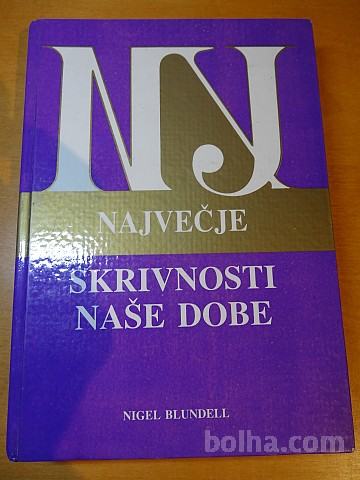 NJ
NAJVEČJE
SKRIVNOSTI
NAŠE DOBE
NIGEL BLUNDELL
bolha.com